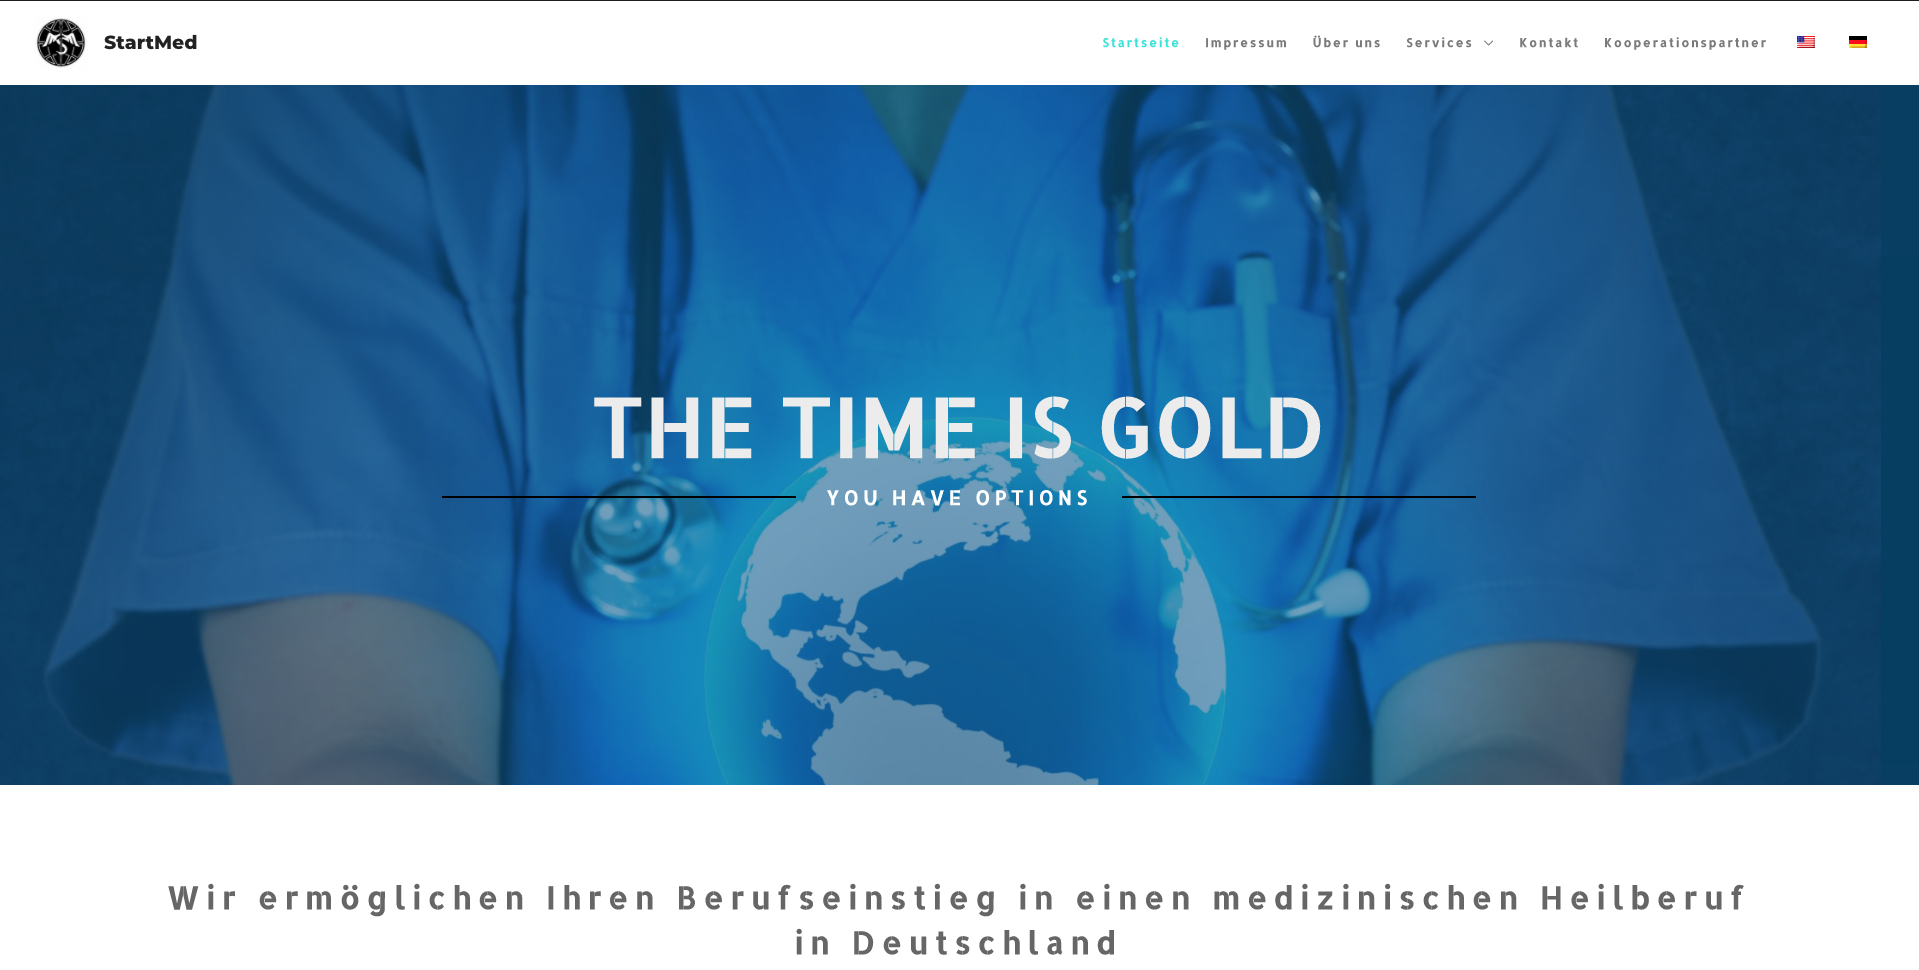 StartMed
Startseite Impressum Über uns Services Kontakt Kooperationspartner
THE TIME IS GOLD
YOU HAVE OPTIONS
Wir ermöglichen Ihren Berufseinstieg in einen medizinischen Heilberuf
in Deutschland